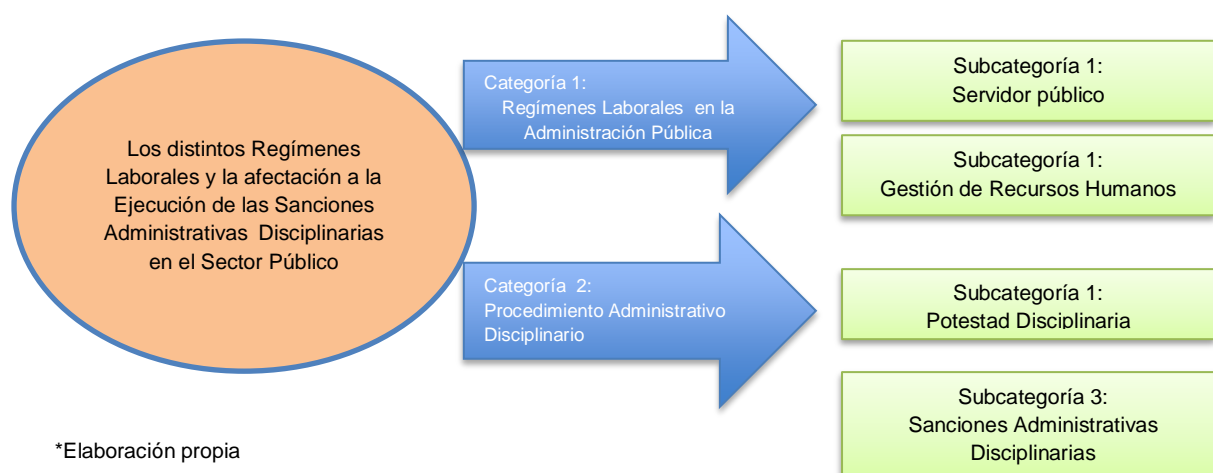 Los distintos Regímenes
Laborales y la afectación a la
Ejecución de las Sanciones
Administrativas Disciplinarias
en el Sector Público
Categoría 1:
Regímenes Laborales en la
Administración Pública
Subcategoría 1:
Servidor público
Subcategoría 1:
Gestión de Recursos Humanos
Categoría 2:
Procedimiento Administrativo
Disciplinario
Subcategoría 1:
Potestad Disciplinaria
Subcategoría 3:
Sanciones Administrativas
Disciplinarias
*Elaboración propia